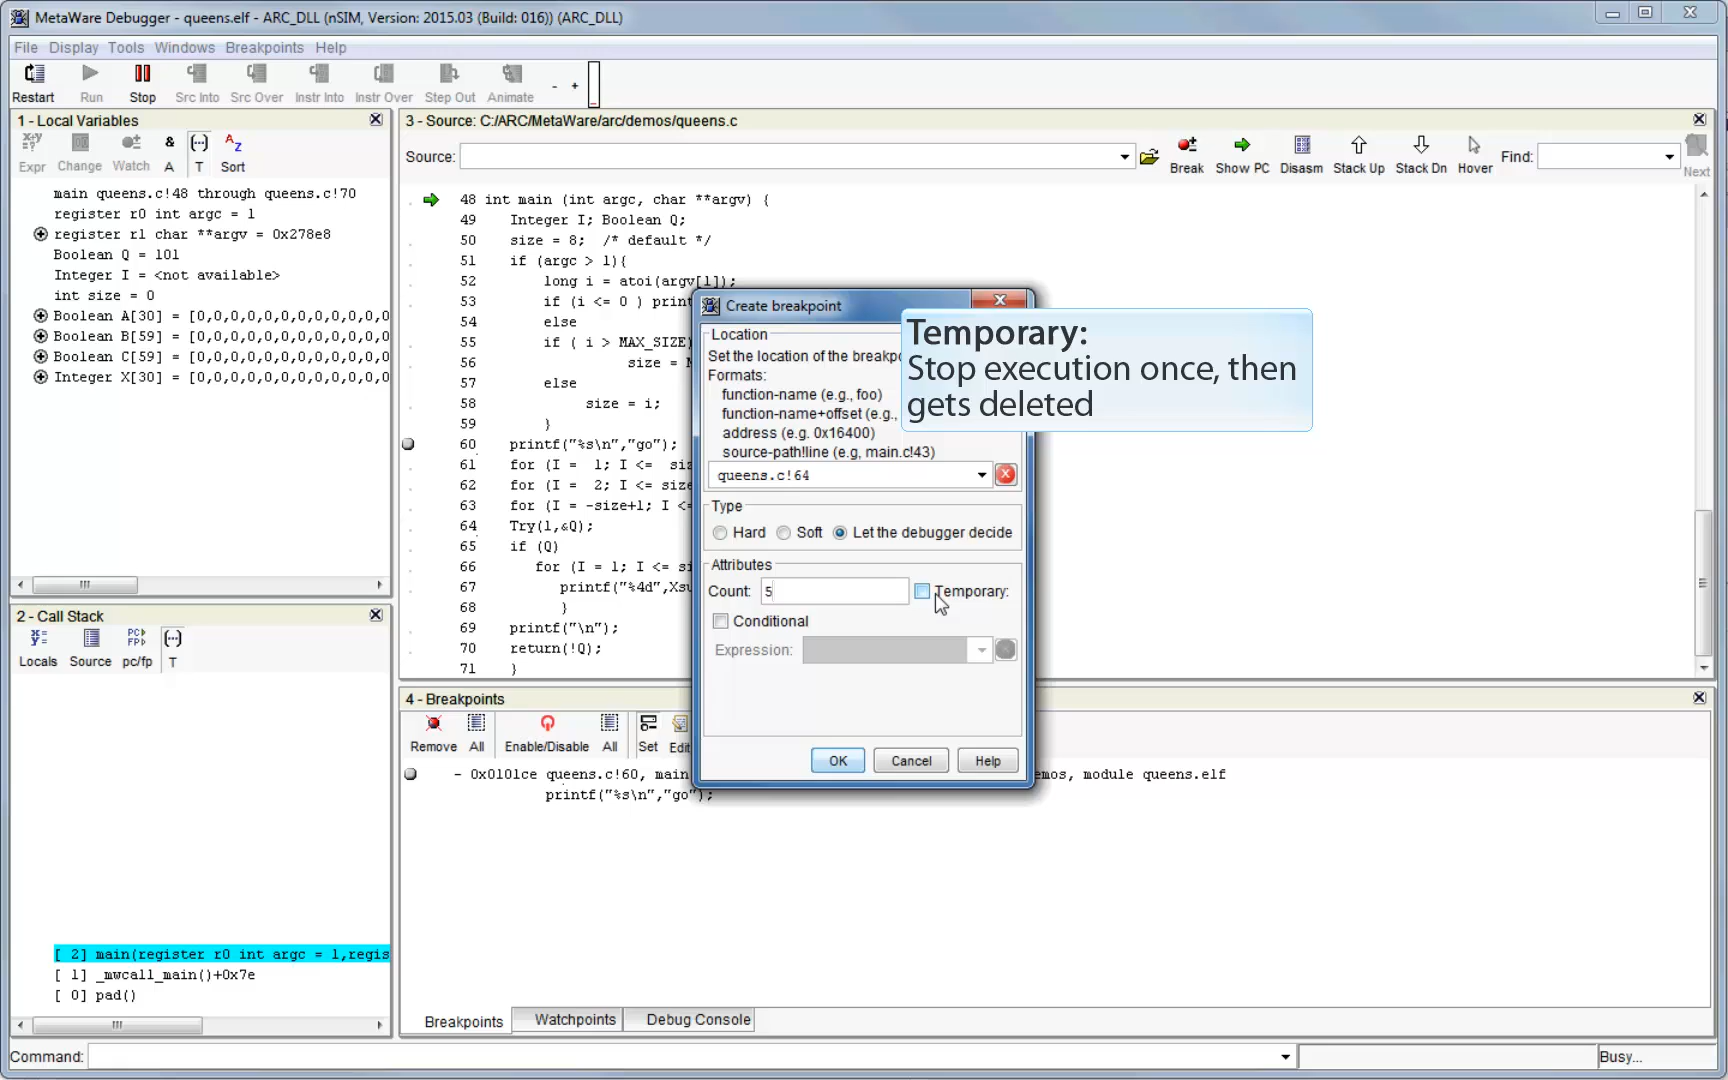 MetaWare Debugger - queens.elf - ARC_DLL (nSIM, Version: 2015.03 (Build: 016)) (ARC_DLL)
File Display Tools Windows Breakpoints Help
Restart Run Stop Src Into Src Over Instr Into Instr Over Step Out Animate - +
1 - Local Variables
Expr Change Watch & A T Sort
main queens.c!48 through queens.c!70
register r0 int argc = 1
register r1 char **argv = 0x278e8
Boolean Q = 101
Integer I = <not available>
int size = 0
Boolean A[30] = [0,0,0,0,0,0,0,0,0,0,0
Boolean B[59] = [0,0,0,0,0,0,0,0,0,0,0
Boolean C[59] = [0,0,0,0,0,0,0,0,0,0,0
Integer X[30] = [0,0,0,0,0,0,0,0,0,0,0
2 - Call Stack
Locals Source pc/fp T
[ 2] main(register r0 int argc = 1,regis
[ 1] _mwcall_main()+0x7e
[ 0] pad()
3 - Source: C:/ARC/MetaWare/arc/demos/queens.c
Source: Break Show PC Disasm Stack Up Stack Dn Hover Find: Next
48 int main (int argc, char **argv) {
49 Integer I; Boolean Q;
50 size = 8; /* default */
51 if (argc > 1){
52 long i = atoi(argv[1]);
53 if (i <= 0 ) print
54 else
55 if ( i > MAX_SIZE)
56 size = M
57 else
58 size = i;
59 }
60 printf("%s\n","go");
61 for (I = 1; I <= siz
62 for (I = 2; I <= size
63 for (I = -size+1; I <=
64 Try(1,&Q);
65 if (Q)
66 for (I = 1; I <= si
67 printf("%4d",Xsu
68 }
69 printf("\n");
70 return(!Q);
71 }
Create breakpoint
Location
Set the location of the breakpo
Formats:
function-name (e.g., foo)
function-name+offset (e.g.,
address (e.g. 0x16400)
source-path!line (e.g, main.c!43)
queens.c!64
Type
Hard Soft Let the debugger decide
Attributes
Count: 5 Temporary:
Conditional
Expression:
OK Cancel Help
Temporary:
Stop execution once, then
gets deleted
4 - Breakpoints
Remove All Enable/Disable All Set Edit
- 0x0101ce queens.c!60, main emos, module queens.elf
printf("%s\n","go");
Breakpoints Watchpoints Debug Console
Command: Busy...